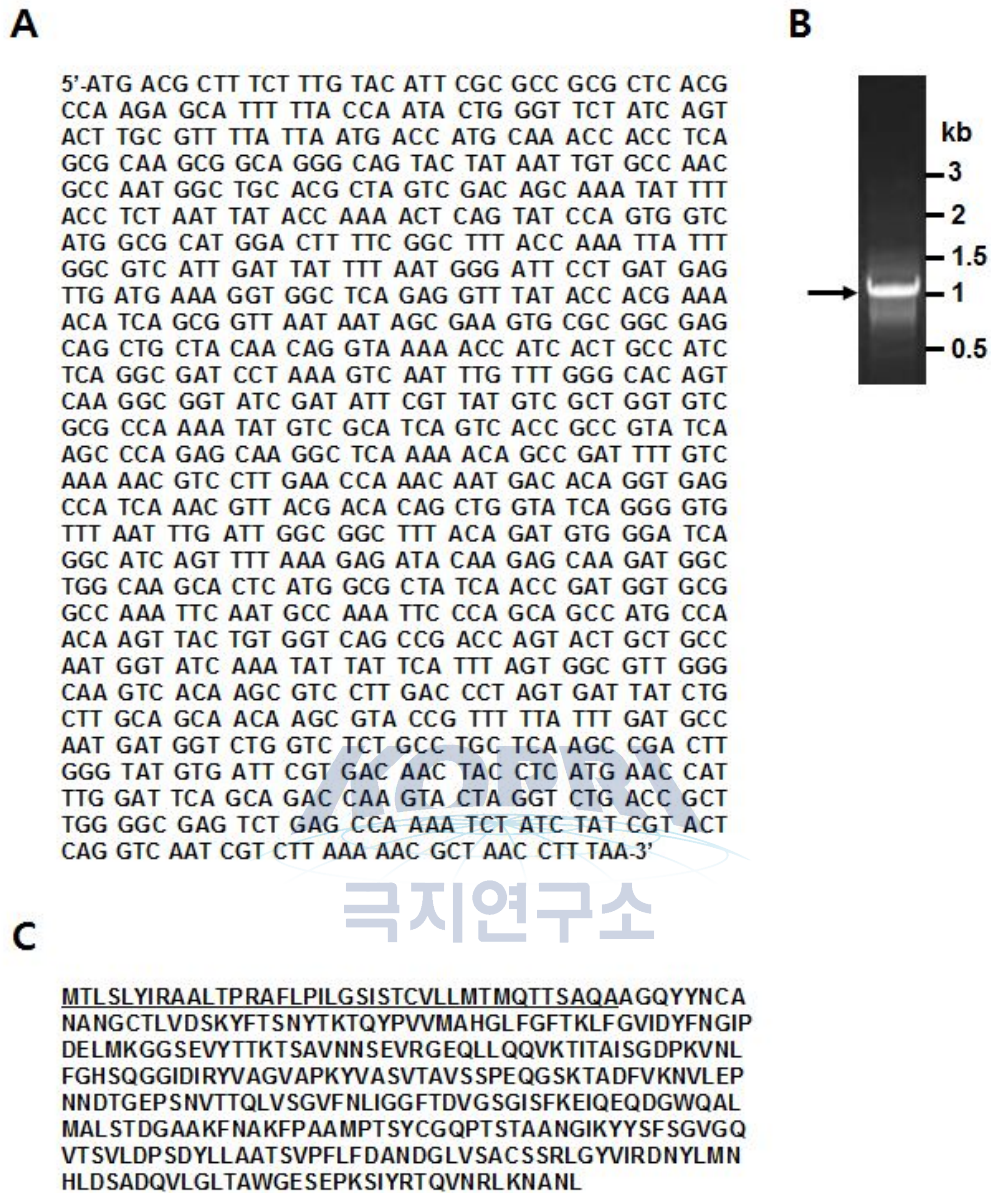 A
5’-ATG ACG CTT TCT TTG TAC ATT CGC GCC GCG CTC ACG
CCA AGA GCA TTT TTA CCA ATA CTG GGT TCT ATC AGT
ACT TGC GTT TTA TTA ATG ACC ATG CAA ACC ACC TCA
GCG CAA GCG GCA GGG CAG TAC TAT AAT TGT GCC AAC
GCC AAT GGC TGC ACG CTA GTC GAC AGC AAA TAT TTT
ACC TCT AAT TAT ACC AAA ACT CAG TAT CCA GTG GTC
ATG GCG CAT GGA CTT TTC GGC TTT ACC AAA TTA TTT
GGC GTC ATT GAT TAT TTT AAT GGG ATT CCT GAT GAG
TTG ATG AAA GGT GGC TCA GAG GTT TAT ACC ACG AAA
ACA TCA GCG GTT AAT AAT AGC GAA GTG CGC GGC GAG
CAG CTG CTA CAA CAG GTA AAA ACC ATC ACT GCC ATC
TCA GGC GAT CCT AAA GTC AAT TTG TTT GGG CAC AGT
CAA GGC GGT ATC GAT ATT CGT TAT GTC GCT GGT GTC
GCG CCA AAA TAT GTC GCA TCA GTC ACC GCC GTA TCA
AGC CCA GAG CAA GGC TCA AAA ACA GCC GAT TTT GTC
AAA AAC GTC CTT GAA CCA AAC AAT GAC ACA GGT GAG
CCA TCA AAC GTT ACG ACA CAG CTG GTA TCA GGG GTG
TTT AAT TTG ATT GGC GGC TTT ACA GAT GTG GGA TCA
GGC ATC AGT TTT AAA GAG ATA CAA GAG CAA GAT GGC
TGG CAA GCA CTC ATG GCG CTA TCA ACC GAT GGT GCG
GCC AAA TTC AAT GCC AAA TTC CCA GCA GCC ATG CCA
ACA AGT TAC TGT GGT CAG CCG ACC AGT ACT GCT GCC
AAT GGT ATC AAA TAT TAT TCA TTT AGT GGC GTT GGG
CAA GTC ACA AGC GTC CTT GAC CCT AGT GAT TAT CTG
CTT GCA GCA ACA AGC GTA CCG TTT TTA TTT GAT GCC
AAT GAT GGT CTG GTC TCT GCC TGC TCA AGC CGA CTT
GGG TAT GTG ATT CGT GAC AAC TAC CTC ATG AAC CAT
TTG GAT TCA GCA GAC CAA GTA CTA GGT CTG ACC GCT
TGG GGC GAG TCT GAG CCA AAA TCT ATC TAT CGT ACT
CAG GTC AAT CGT CTT AAA AAC GCT AAC CTT TAA-3’
KOPRI
극지연구소
B
kb
3
2
1.5
1
0.5
C
MTLSLYIRAALTPRAFLPILGSISTCVLLMTMQTTSAQAAGQYYNCA
NANGCTLVDSKYFTSNYTKTQYPVVMAHGLFGFTKLFGVIDYFNGIP
DELMKGGSEVYTTKTSAVNNSEVRGEQLLQQVKTITAISGDPKVNL
FGHSQGGIDIRYVAGVAPKYVASVTAVSSPEQGSKTADFVKNVLEP
NNDTGEPSNVTTQLVSGVFNLIGGFTDVGSGISFKEIQEQDGWQAL
MALSTDGAAKFNAKFPAAMPTSYCGQPTSTAANGIKYYSFSGVGQ
VTSVLDPSDYLLAATSVPFLFDANDGLVSACSSRLGYVIRDNYLMN
HLDSADQVLGLTAWGESEPKSIYRTQVNRLKNANL